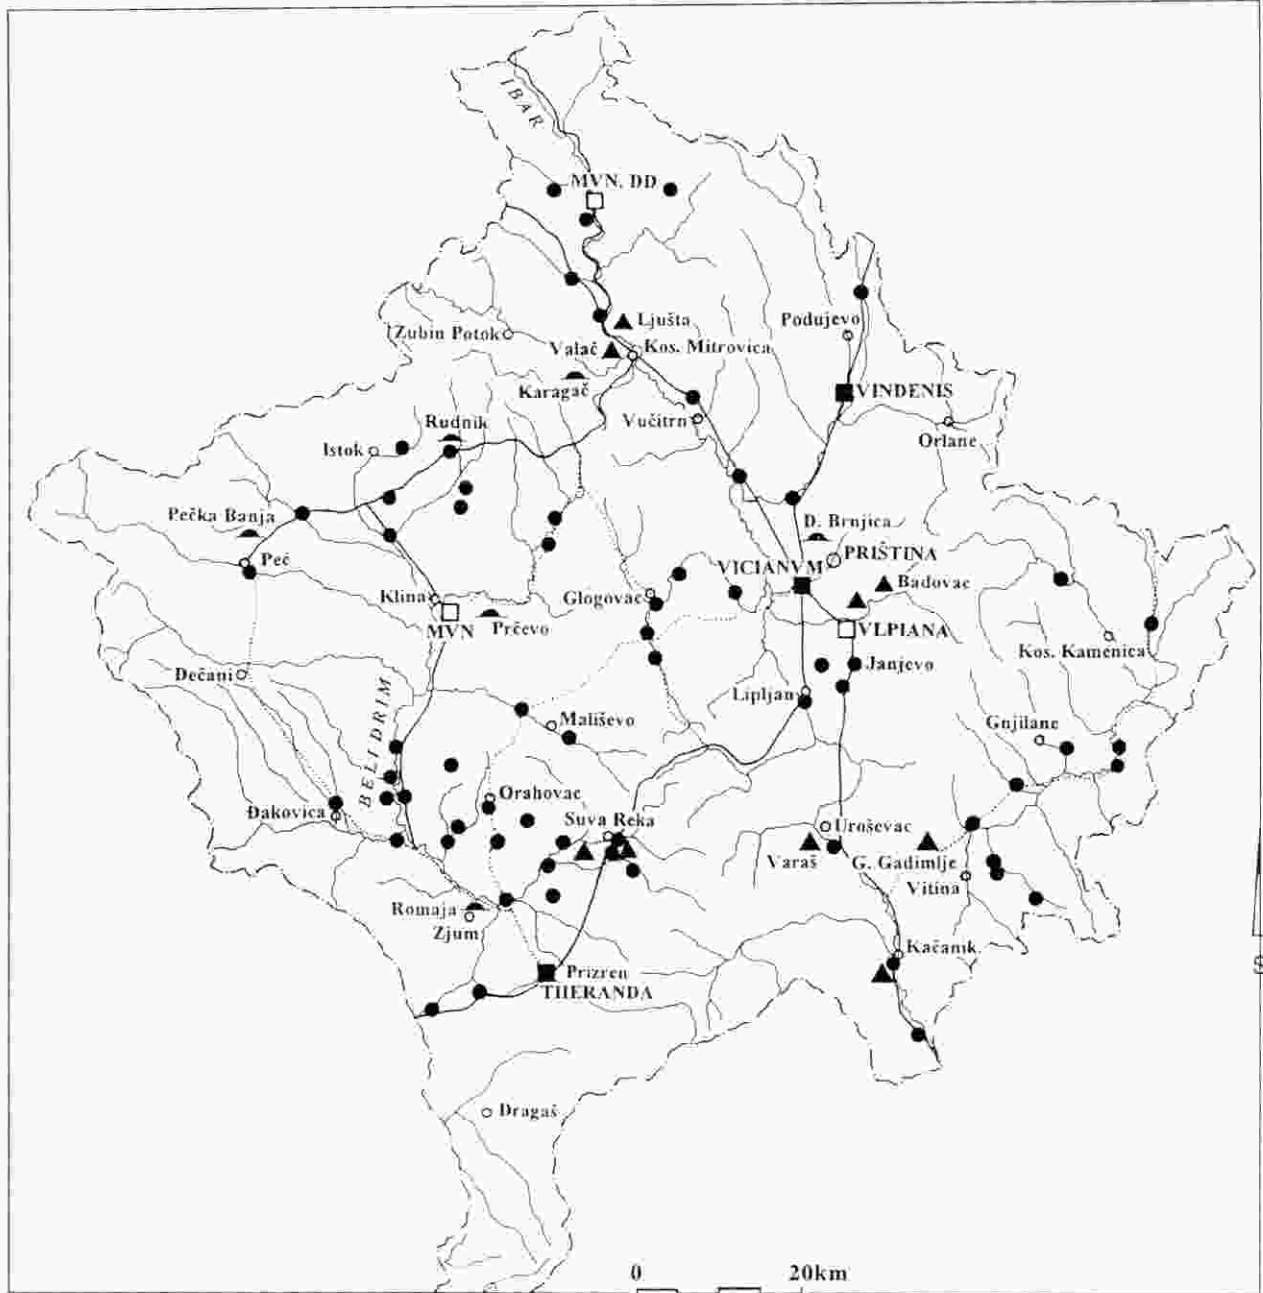 IBAR
MVN. DD
Ljušta
Podujevo
Zubin Potok
Valač
Kos. Mitrovica
Karagač
VINDENIS
Vučitrn
Rudnik
Orlane
Istok
Pečka Banja
D. Brnjica
PRIŠTINA
Peć
VICIANVM
Badovac
Klina
Glogovac
MVN
Prčevo
VLPIANA
Kos. Kamenica
Dečani
Janjevo
Lipljan
BELI DRIM
Mališevo
Gnjilane
Orahovac
Đakovica
Suva Reka
Uroševac
Varaš
G. Gadimlje
Vitina
Romaja
Zjum
Kačanik
Prizren
THERANDA
S
Dragaš
0 20km